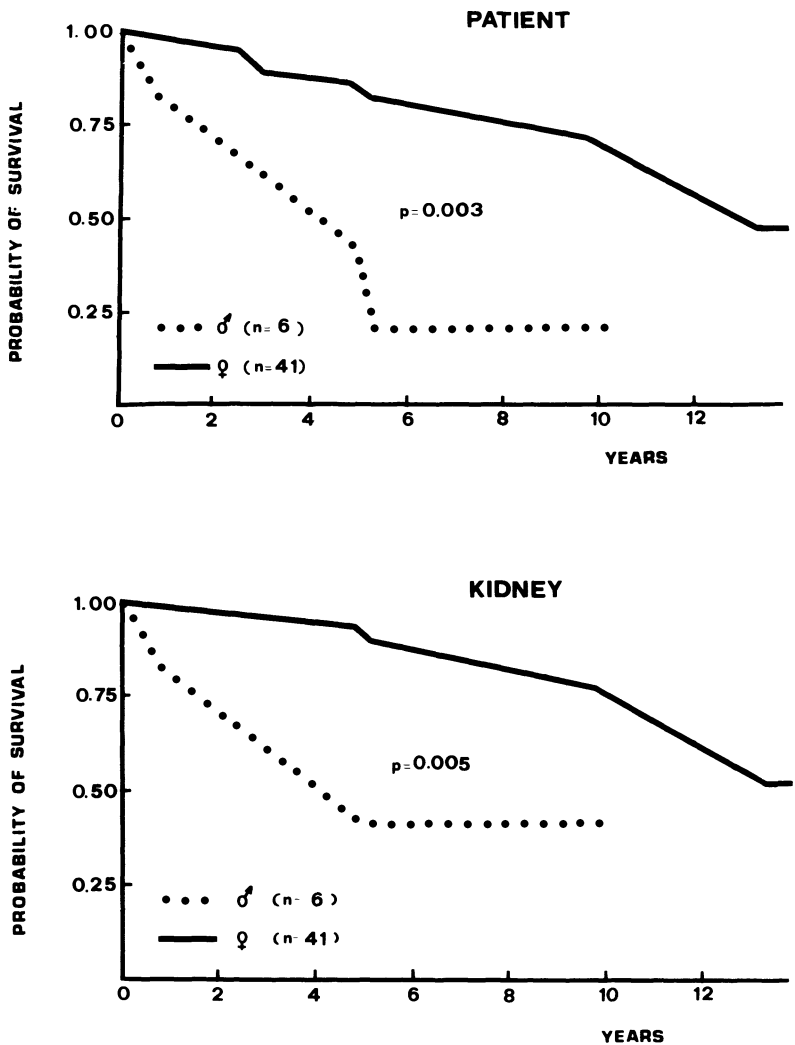 PATIENT
1.00
0.75
0.50
0.25
PROBABILITY OF SURVIVAL
p=0.003
♂ (n=6)
♀ (n=41)
0 2 4 6 8 10 12
YEARS
KIDNEY
1.00
0.75
0.50
0.25
PROBABILITY OF SURVIVAL
p=0.005
♂ (n-6)
♀ (n-41)
0 2 4 6 8 10 12
YEARS